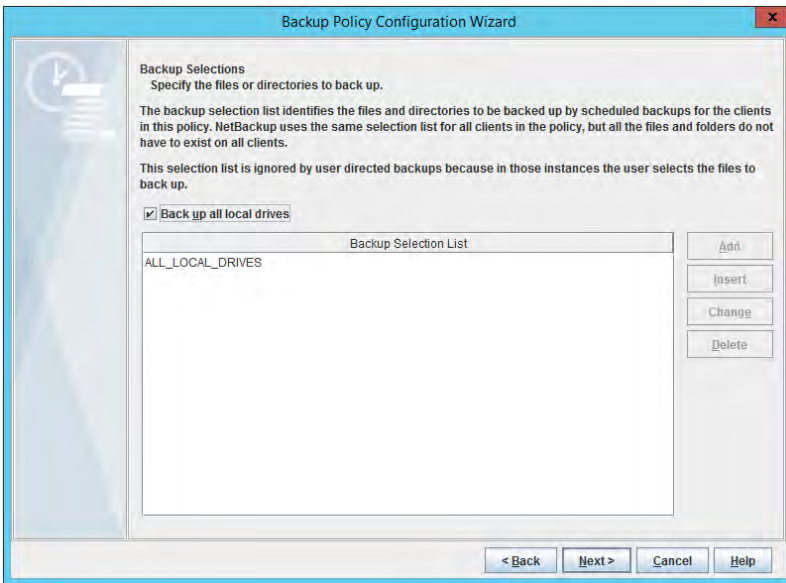 Backup Policy Configuration Wizard
x
Backup Selections
Specify the files or directories to back up.
The backup selection list identifies the files and directories to be backed up by scheduled backups for the clients
in this policy. NetBackup uses the same selection list for all clients in the policy, but all the files and folders do not
have to exist on all clients.
This selection list is ignored by user directed backups because in those instances the user selects the files to
back up.
Back up all local drives
Backup Selection List
ALL_LOCAL_DRIVES
Add
Insert
Change
Delete
< Back
Next >
Cancel
Help